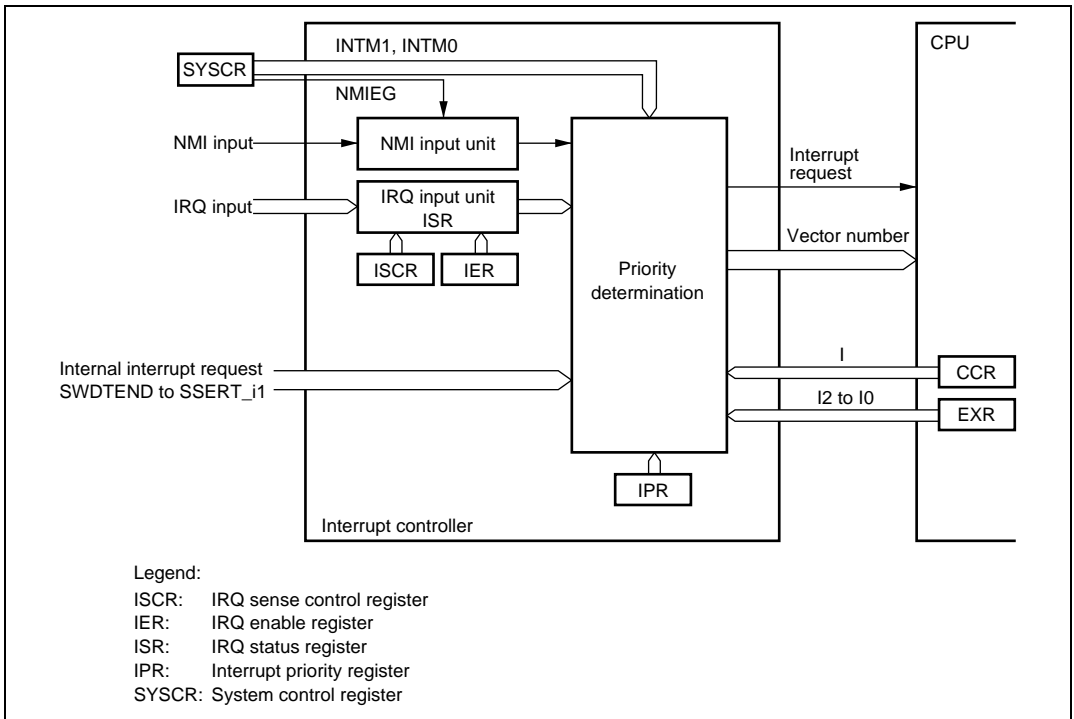 INTM1, INTM0
CPU
SYSCR
NMIEG
NMI input
NMI input unit
Interrupt
request
IRQ input
IRQ input unit
ISR
Vector number
ISCR
IER
Priority
determination
I
Internal interrupt request
SWDTEND to SSERT_i1
CCR
I2 to I0
EXR
IPR
Interrupt controller
Legend:
ISCR: IRQ sense control register
IER: IRQ enable register
ISR: IRQ status register
IPR: Interrupt priority register
SYSCR: System control register